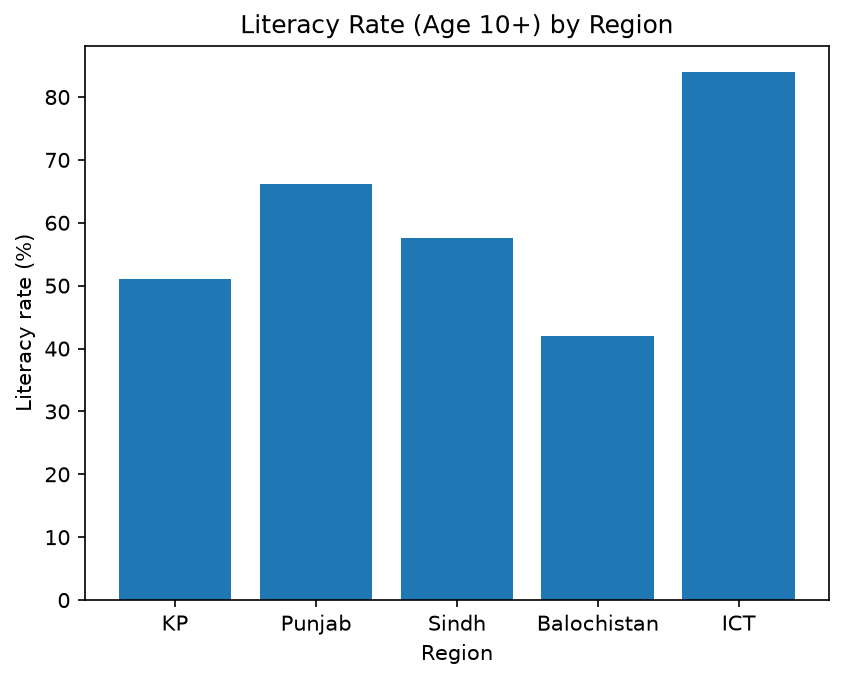 Literacy Rate (Age 10+) by Region
Literacy rate (%)
80
70
60
50
40
30
20
10
0
KP Punjab Sindh Balochistan ICT
Region